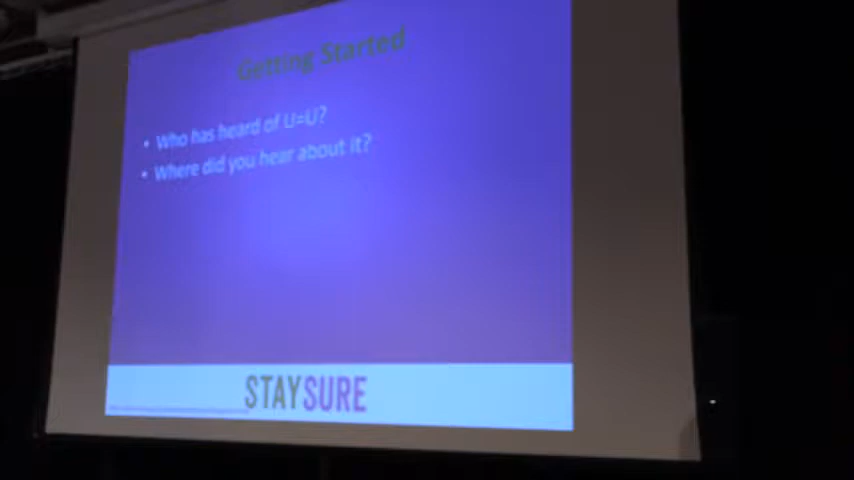 Getting Started
• Who has heard of U=U?
• Where did you hear about it?
STAYSURE